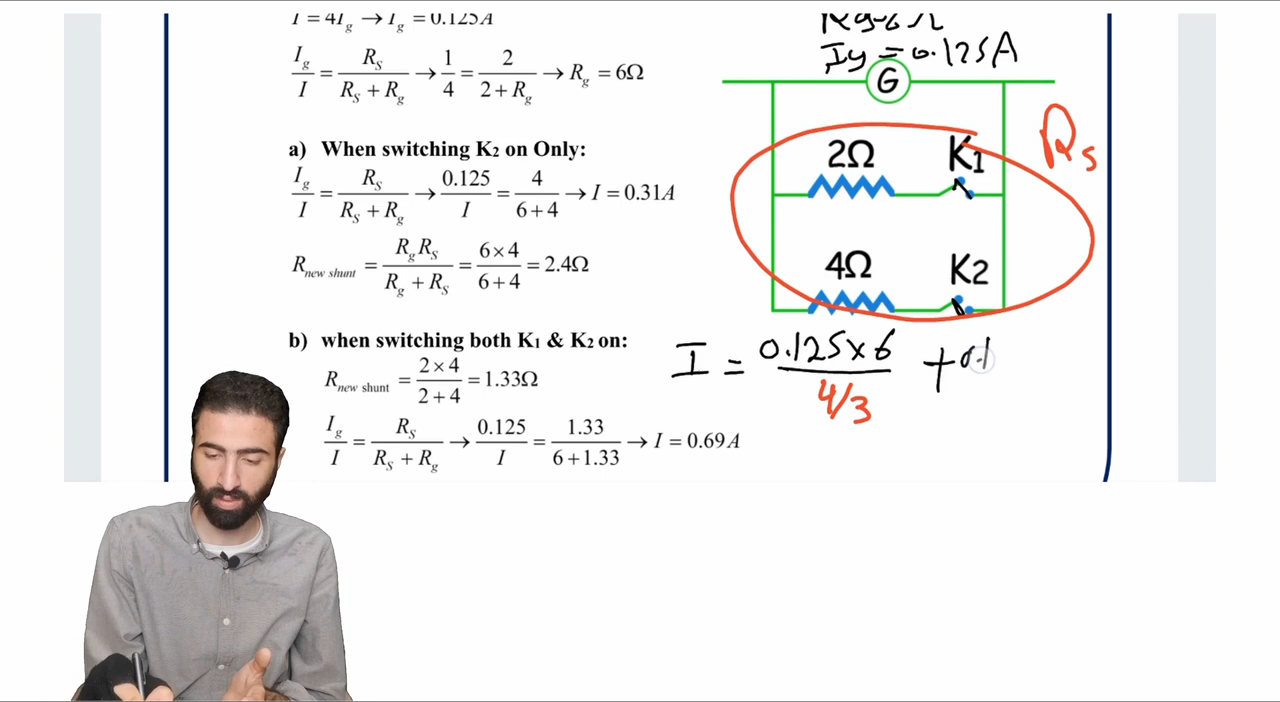 I = 4I_g → I_g = 0.125A
I_g/I = R_S/(R_S + R_g) → 1/4 = 2/(2 + R_g) → R_g = 6Ω
a) When switching K₂ on Only:
I_g/I = R_S/(R_S + R_g) → 0.125/I = 4/(6 + 4) → I = 0.31A
R_new shunt = R_g R_S/(R_g + R_S) = 6 × 4/(6 + 4) = 2.4Ω
b) when switching both K₁ & K₂ on:
R_new shunt = 2 × 4/(2 + 4) = 1.33Ω
I_g/I = R_S/(R_S + R_g) → 0.125/I = 1.33/(6 + 1.33) → I = 0.69A
Ig = 0.125A
G
Rs
2Ω K1
4Ω K2
I = 0.125×6/(4/3) + 0.1